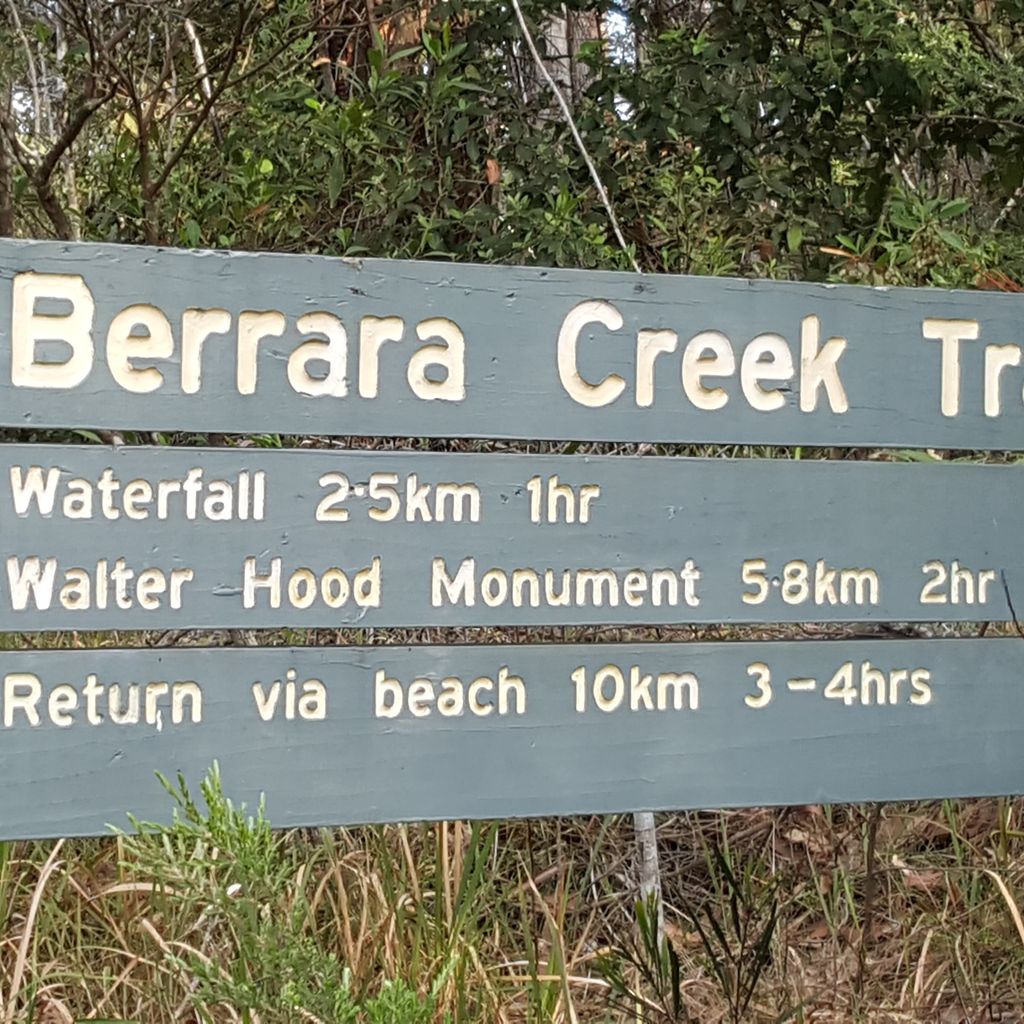 Berrara Creek Tr
Waterfall 2·5km 1hr
Walter Hood Monument 5·8km 2hr
Return via beach 10km 3-4hrs